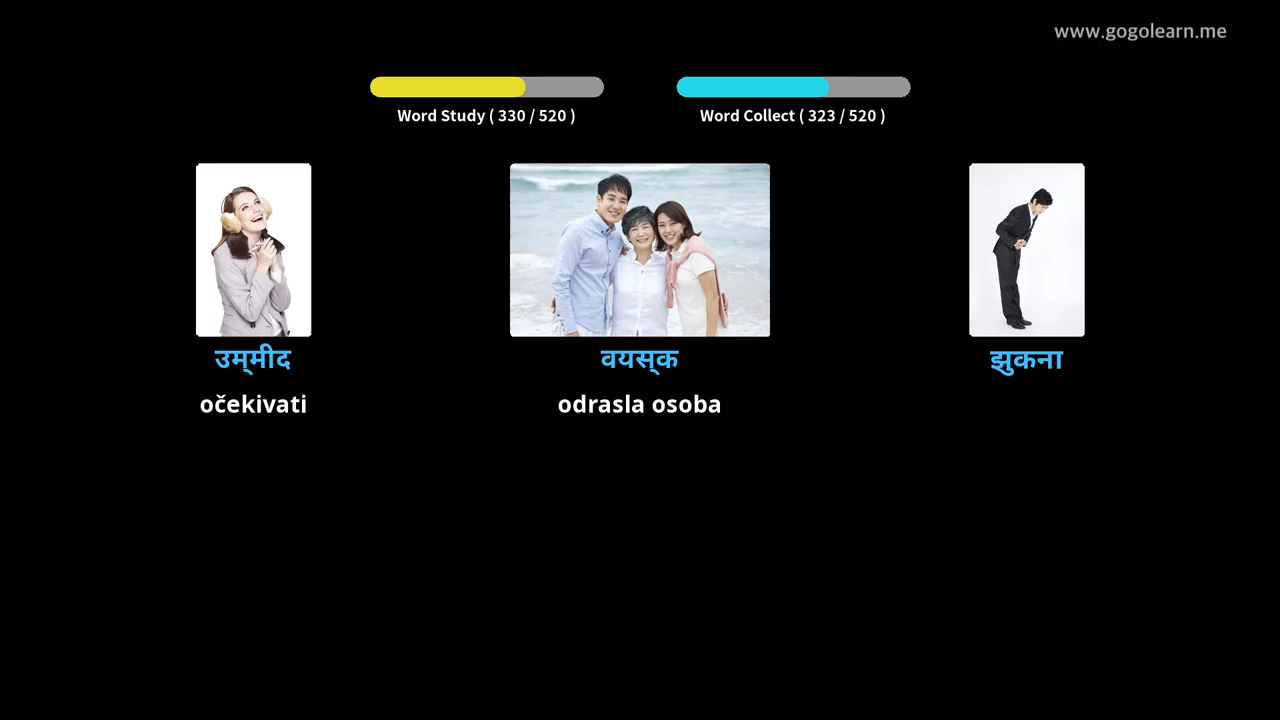 www.gogolearn.me
Word Study ( 330 / 520 )
Word Collect ( 323 / 520 )
उम्मीद
वयस्क
झुकना
očekivati
odrasla osoba